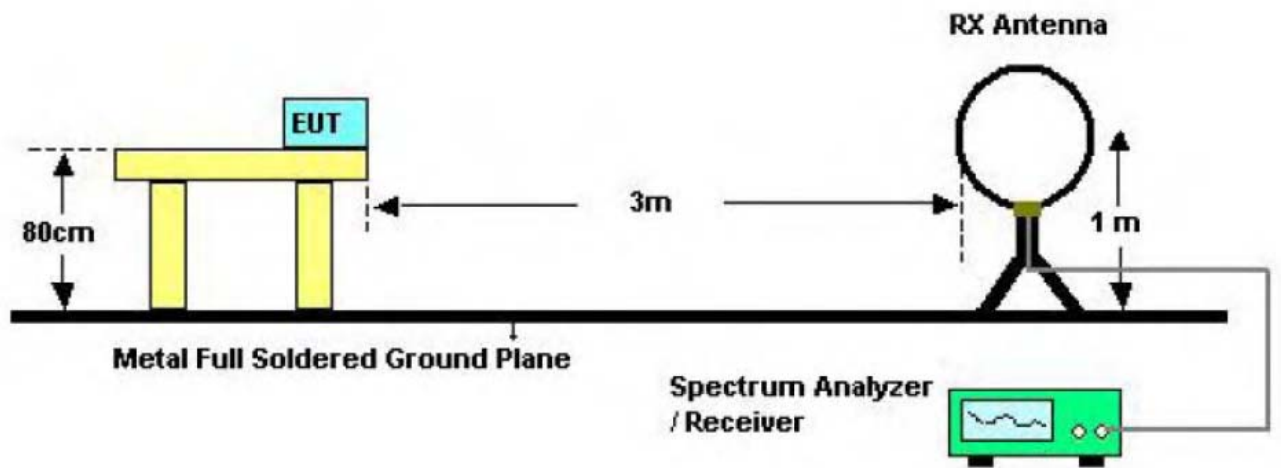 RX Antenna
EUT
80cm
3m
1 m
Metal Full Soldered Ground Plane
Spectrum Analyzer
/ Receiver